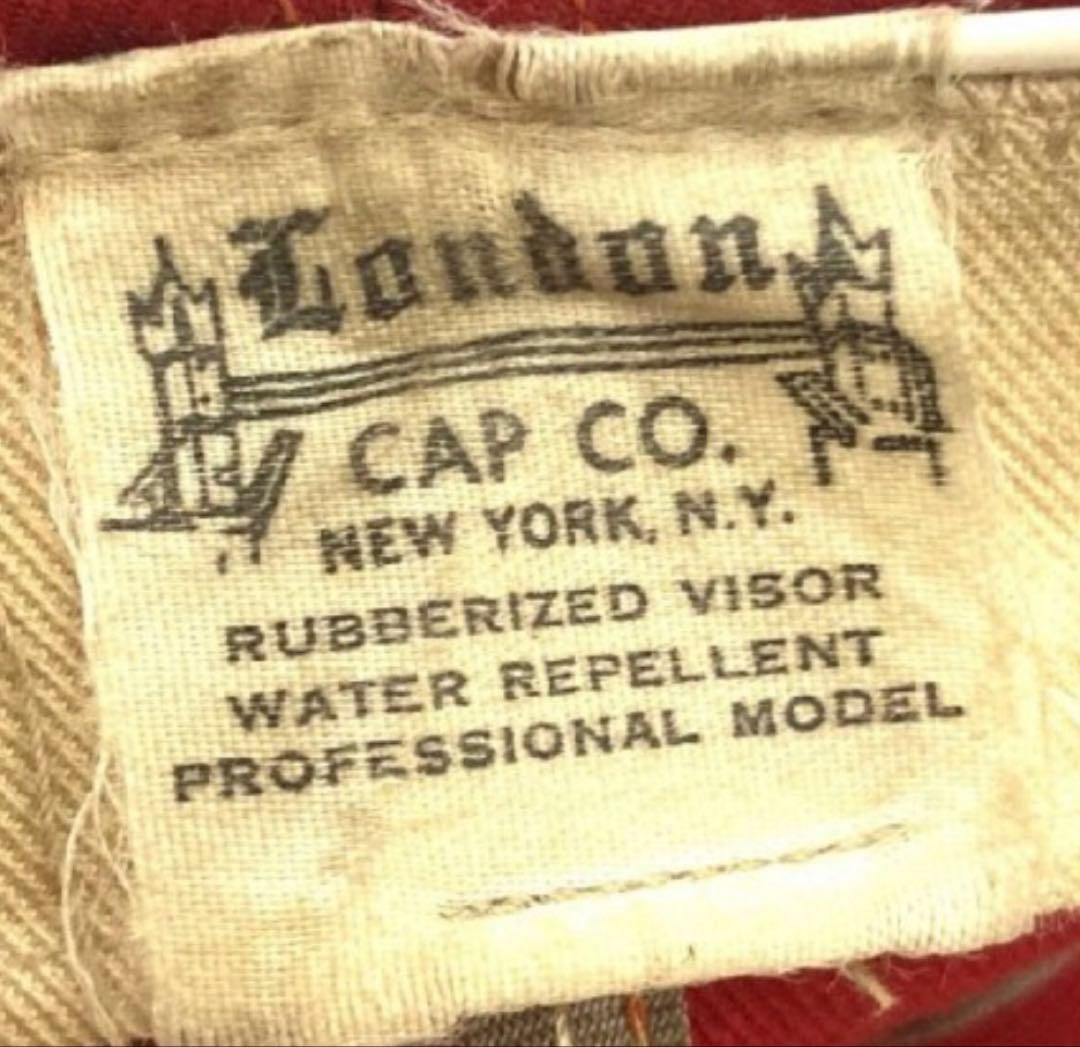 London
CAP CO.
NEW YORK, N.Y.
RUBBERIZED VISOR
WATER REPELLENT
PROFESSIONAL MODEL